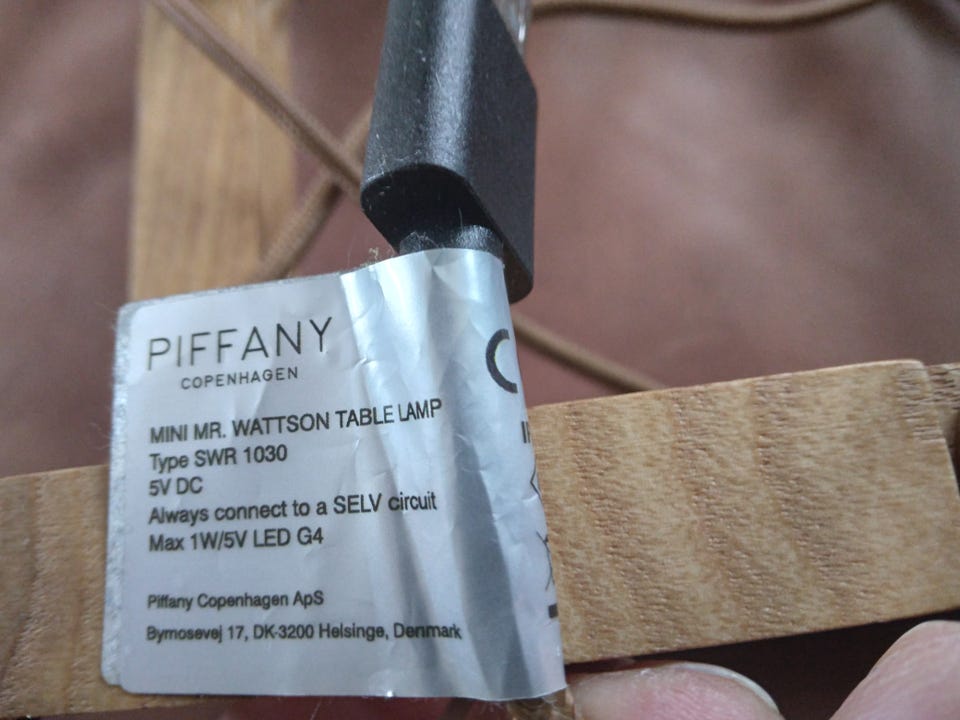 PIFFANY
COPENHAGEN
MINI MR. WATTSON TABLE LAMP
Type SWR 1030
5V DC
Always connect to a SELV circuit
Max 1W/5V LED G4
Piffany Copenhagen ApS
Bymosevej 17, DK-3200 Helsinge, Denmark